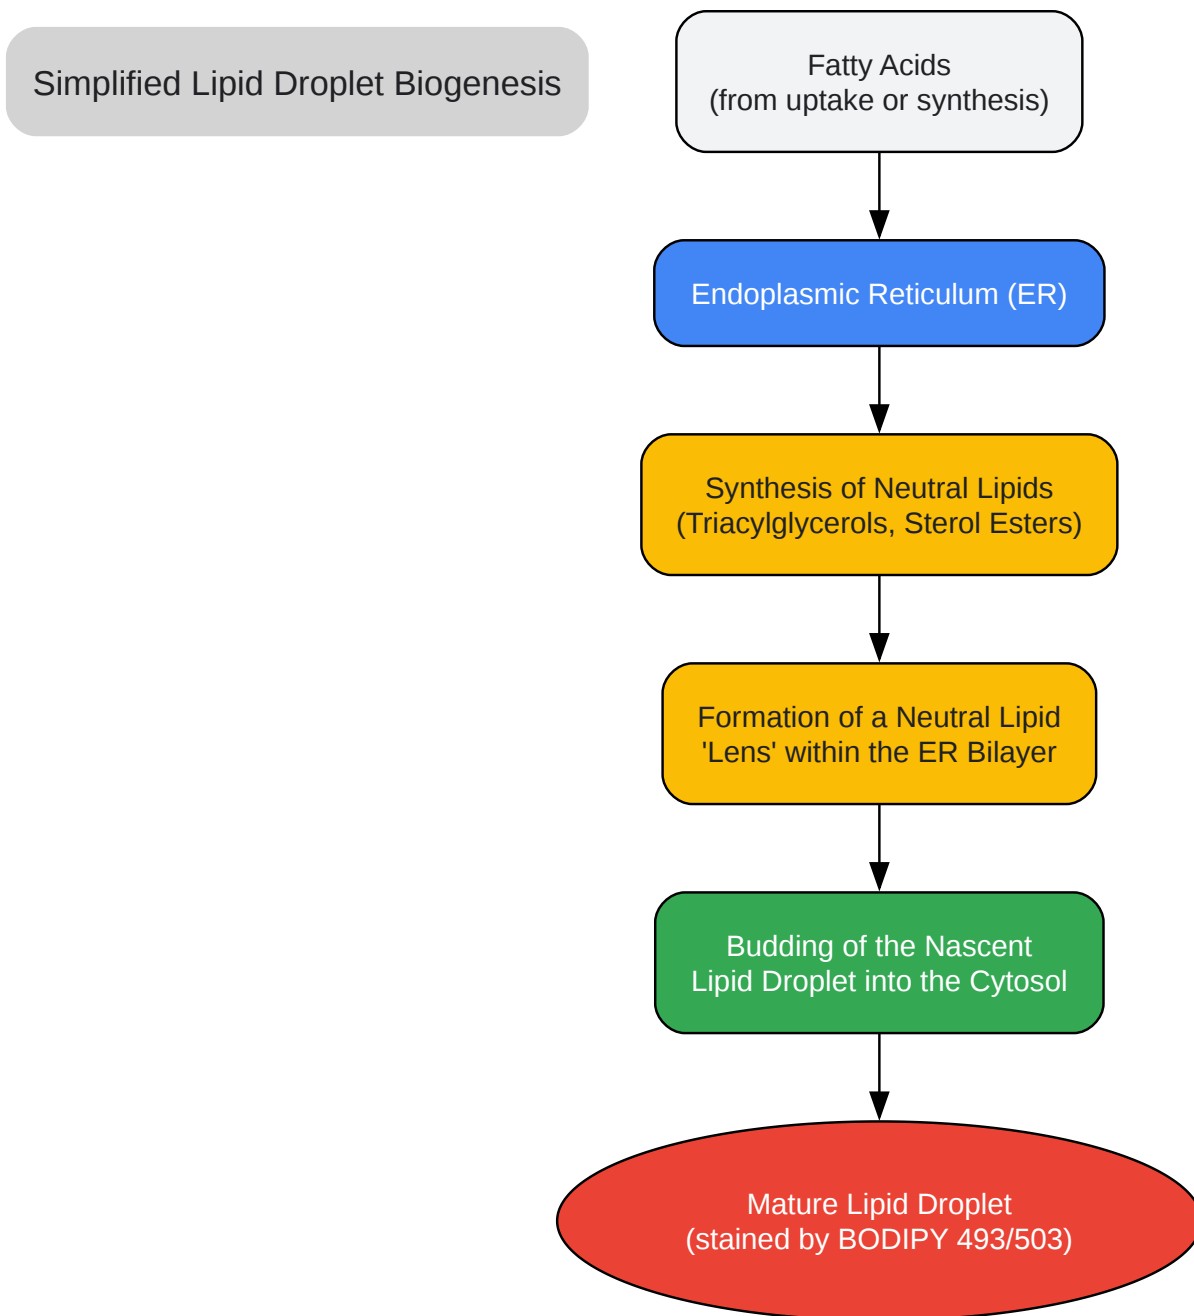 Simplified Lipid Droplet Biogenesis
Fatty Acids
(from uptake or synthesis)
Endoplasmic Reticulum (ER)
Synthesis of Neutral Lipids
(Triacylglycerols, Sterol Esters)
Formation of a Neutral Lipid
'Lens' within the ER Bilayer
Budding of the Nascent
Lipid Droplet into the Cytosol
Mature Lipid Droplet
(stained by BODIPY 493/503)